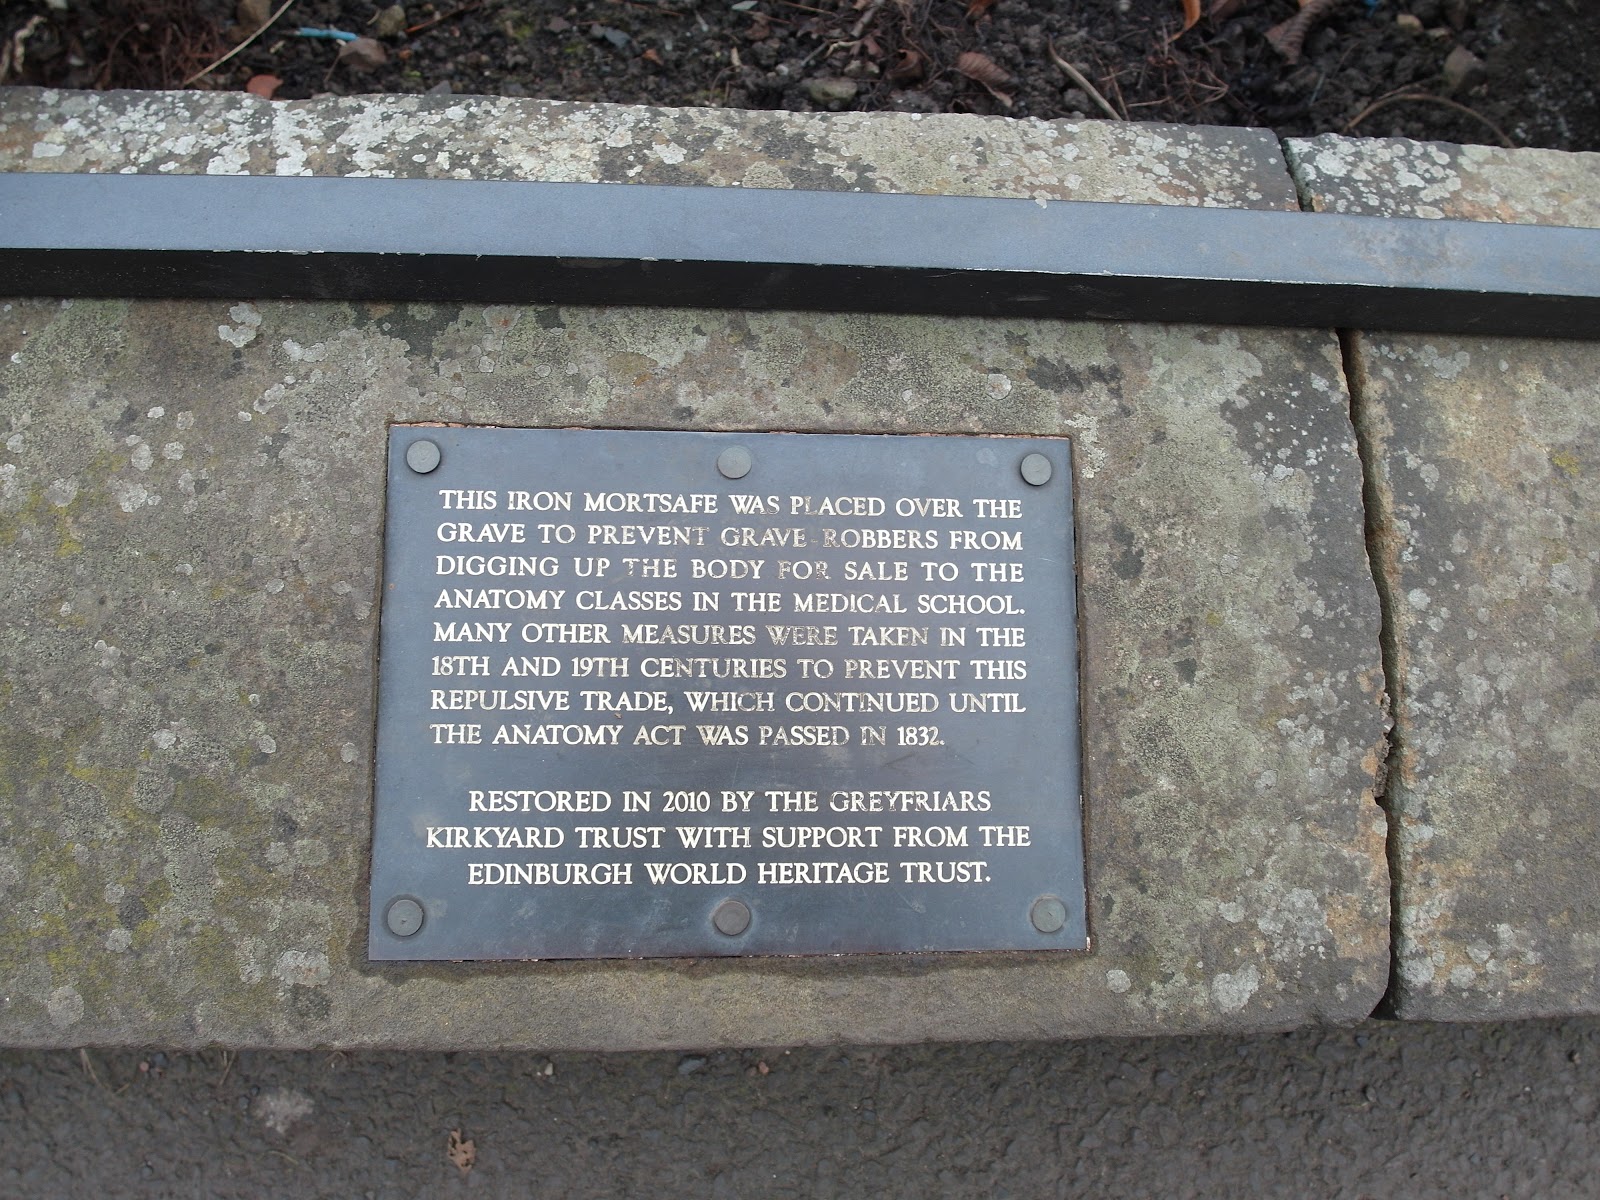 THIS IRON MORTSAFE WAS PLACED OVER THE
GRAVE TO PREVENT GRAVE-ROBBERS FROM
DIGGING UP THE BODY FOR SALE TO THE
ANATOMY CLASSES IN THE MEDICAL SCHOOL.
MANY OTHER MEASURES WERE TAKEN IN THE
18TH AND 19TH CENTURIES TO PREVENT THIS
REPULSIVE TRADE, WHICH CONTINUED UNTIL
THE ANATOMY ACT WAS PASSED IN 1832.
RESTORED IN 2010 BY THE GREYFRIARS
KIRKYARD TRUST WITH SUPPORT FROM THE
EDINBURGH WORLD HERITAGE TRUST.